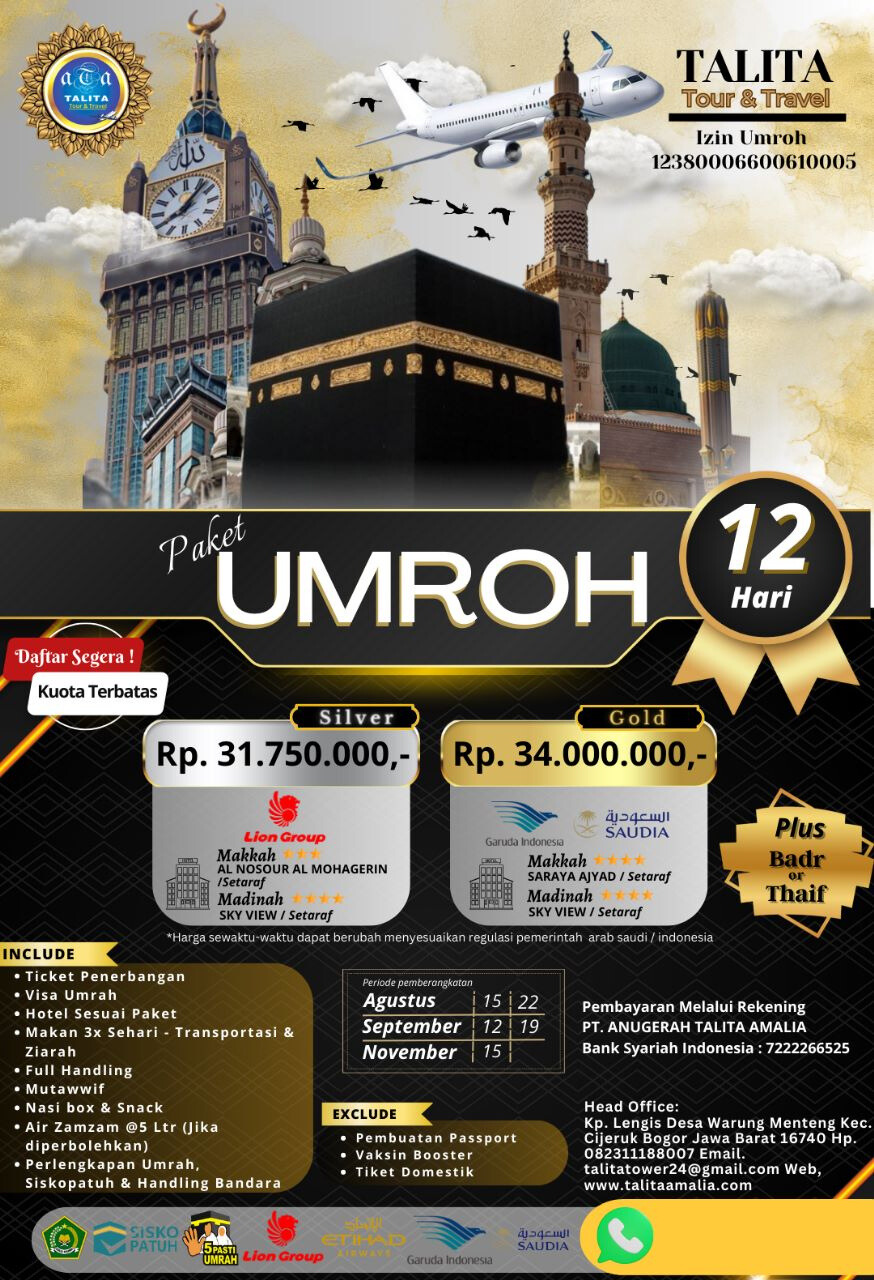 aTa
TALITA
Tour & Travel
TALITA
Tour & Travel
Izin Umroh
12380006600610005
الله
Paket
UMROH
12
Hari
Daftar Segera !
Kuota Terbatas
Silver
Rp. 31.750.000,-
Lion Group
Makkah
AL NOSOUR AL MOHAGERIN
/Setaraf
Madinah
SKY VIEW / Setaraf
Gold
Rp. 34.000.000,-
Garuda Indonesia
السعودية
SAUDIA
Makkah
SARAYA AJYAD / Setaraf
Madinah
SKY VIEW / Setaraf
Plus
Badr
or
Thaif
*Harga sewaktu-waktu dapat berubah menyesuaikan regulasi pemerintah arab saudi / indonesia
INCLUDE
• Ticket Penerbangan
• Visa Umrah
• Hotel Sesuai Paket
• Makan 3x Sehari - Transportasi &
Ziarah
• Full Handling
• Mutawwif
• Nasi box & Snack
• Air Zamzam @5 Ltr (Jika
diperbolehkan)
• Perlengkapan Umrah,
Siskopatuh & Handling Bandara
Periode pemberangkatan
Agustus 15 22
September 12 19
November 15
EXCLUDE
• Pembuatan Passport
• Vaksin Booster
• Tiket Domestik
Pembayaran Melalui Rekening
PT. ANUGERAH TALITA AMALIA
Bank Syariah Indonesia : 7222266525
Head Office:
Kp. Lengis Desa Warung Menteng Kec.
Cijeruk Bogor Jawa Barat 16740 Hp.
082311188007 Email.
talitatower24@gmail.com Web,
www.talitaamalia.com
SISKO
PATUH
5 PASTI
UMRAH
Lion Group
الإتحاد
ETIHAD
AIRWAYS
Garuda Indonesia
السعودية
SAUDIA